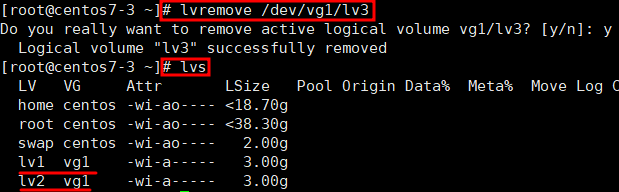 [root@centos7-3 ~]# lvremove /dev/vg1/lv3
Do you really want to remove active logical volume vg1/lv3? [y/n]: y
  Logical volume "lv3" successfully removed
[root@centos7-3 ~]# lvs
  LV   VG     Attr       LSize   Pool Origin Data%  Meta%  Move Log C
  home centos -wi-ao---- <18.70g
  root centos -wi-ao---- <38.30g
  swap centos -wi-ao----   2.00g
  lv1  vg1    -wi-a-----   3.00g
  lv2  vg1    -wi-a-----   3.00g